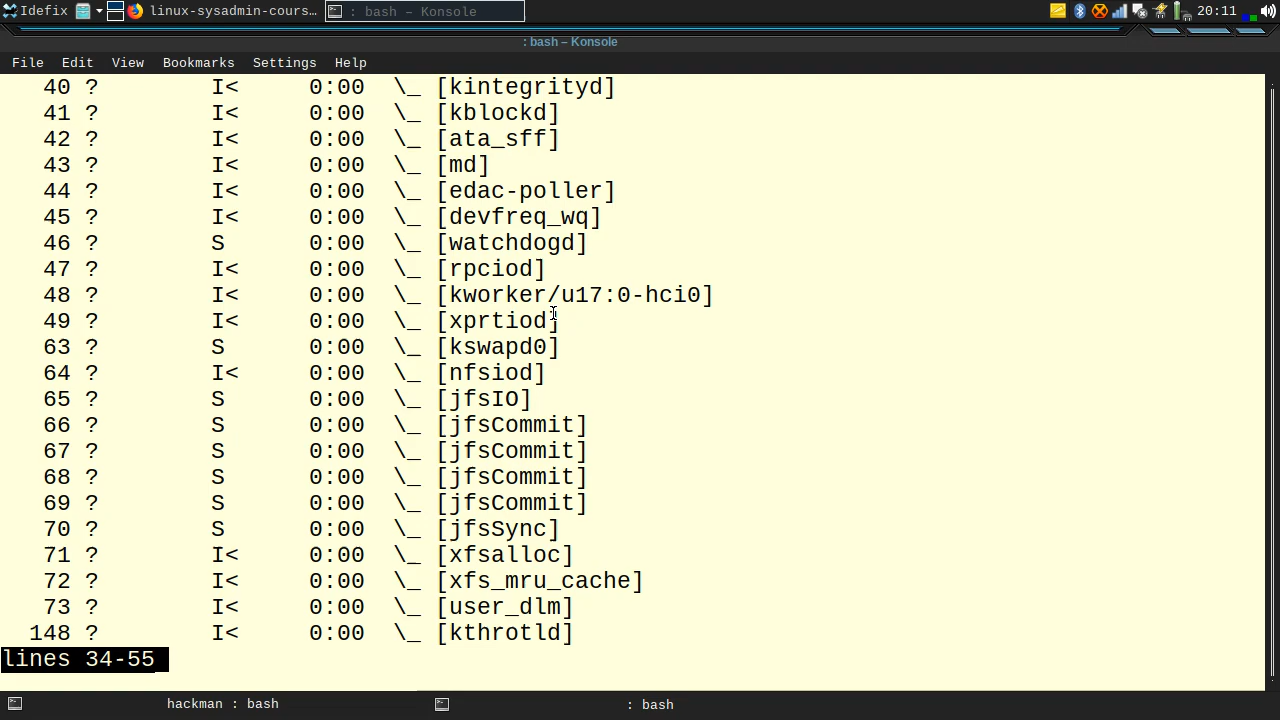 Idefix linux-sysadmin-cours... : bash – Konsole 20:11
: bash – Konsole
File Edit View Bookmarks Settings Help
40 ? I< 0:00 \_ [kintegrityd]
41 ? I< 0:00 \_ [kblockd]
42 ? I< 0:00 \_ [ata_sff]
43 ? I< 0:00 \_ [md]
44 ? I< 0:00 \_ [edac-poller]
45 ? I< 0:00 \_ [devfreq_wq]
46 ? S 0:00 \_ [watchdogd]
47 ? I< 0:00 \_ [rpciod]
48 ? I< 0:00 \_ [kworker/u17:0-hci0]
49 ? I< 0:00 \_ [xprtiod]
63 ? S 0:00 \_ [kswapd0]
64 ? I< 0:00 \_ [nfsiod]
65 ? S 0:00 \_ [jfsIO]
66 ? S 0:00 \_ [jfsCommit]
67 ? S 0:00 \_ [jfsCommit]
68 ? S 0:00 \_ [jfsCommit]
69 ? S 0:00 \_ [jfsCommit]
70 ? S 0:00 \_ [jfsSync]
71 ? I< 0:00 \_ [xfsalloc]
72 ? I< 0:00 \_ [xfs_mru_cache]
73 ? I< 0:00 \_ [user_dlm]
148 ? I< 0:00 \_ [kthrotld]
lines 34-55
hackman : bash : bash